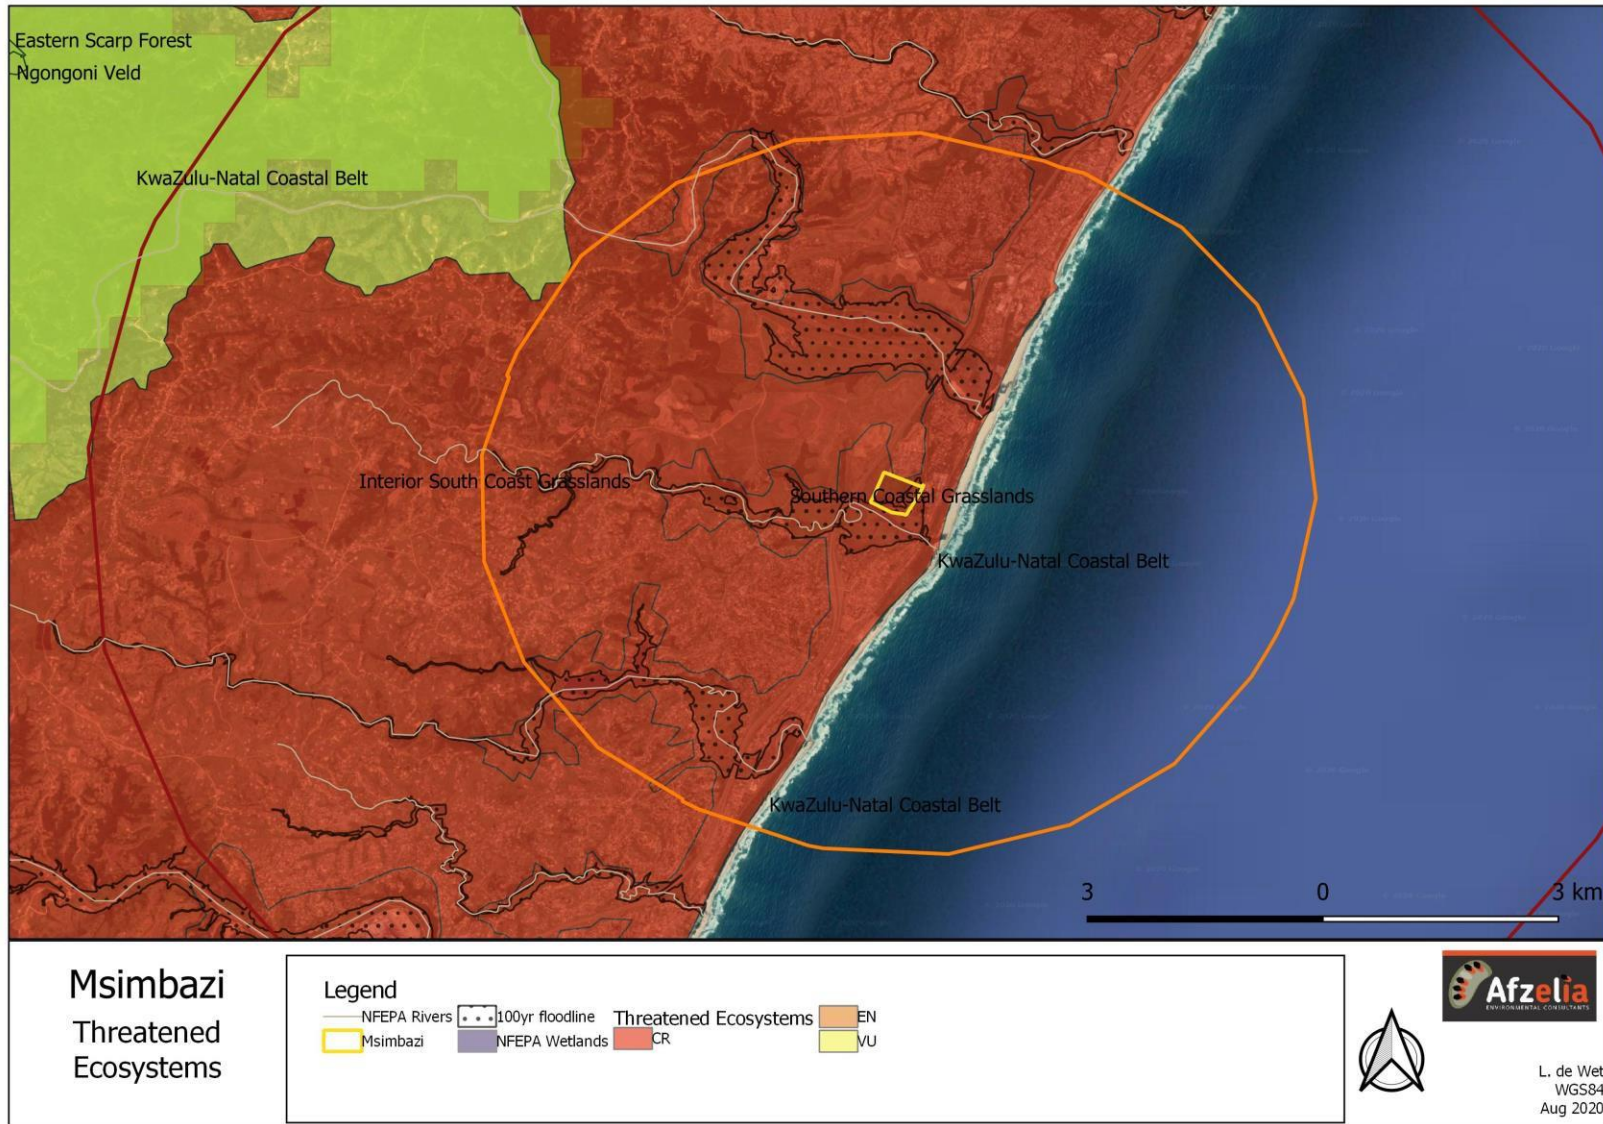 Eastern Scarp Forest
Ngongoni Veld
KwaZulu-Natal Coastal Belt
Interior South Coast Grasslands
Southern Coastal Grasslands
KwaZulu-Natal Coastal Belt
KwaZulu-Natal Coastal Belt
3 0 3 km
Msimbazi
Threatened
Ecosystems
Legend
NFEPA Rivers 100yr floodline Threatened Ecosystems EN
Msimbazi NFEPA Wetlands CR VU
Afzelia
ENVIRONMENTAL CONSULTANTS
L. de Wet
WGS84
Aug 2020